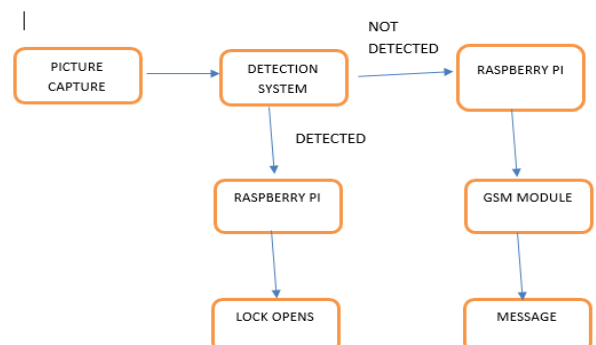 NOT
DETECTED
PICTURE
CAPTURE
DETECTION
SYSTEM
RASPBERRY PI
DETECTED
RASPBERRY PI
GSM MODULE
LOCK OPENS
MESSAGE